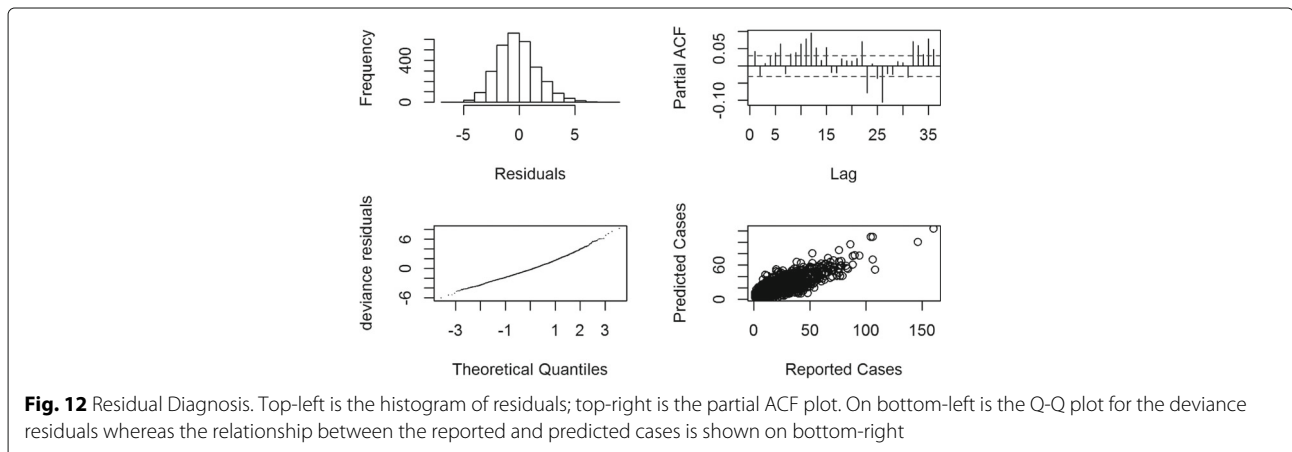 Frequency
400
0
-5 0 5
Residuals
Partial ACF
0.05
-0.10
0 5 15 25 35
Lag
deviance residuals
6
0
-6
-3 -1 1 2 3
Theoretical Quantiles
Predicted Cases
60
0
0 50 100 150
Reported Cases
Fig. 12 Residual Diagnosis. Top-left is the histogram of residuals; top-right is the partial ACF plot. On bottom-left is the Q-Q plot for the deviance
residuals whereas the relationship between the reported and predicted cases is shown on bottom-right